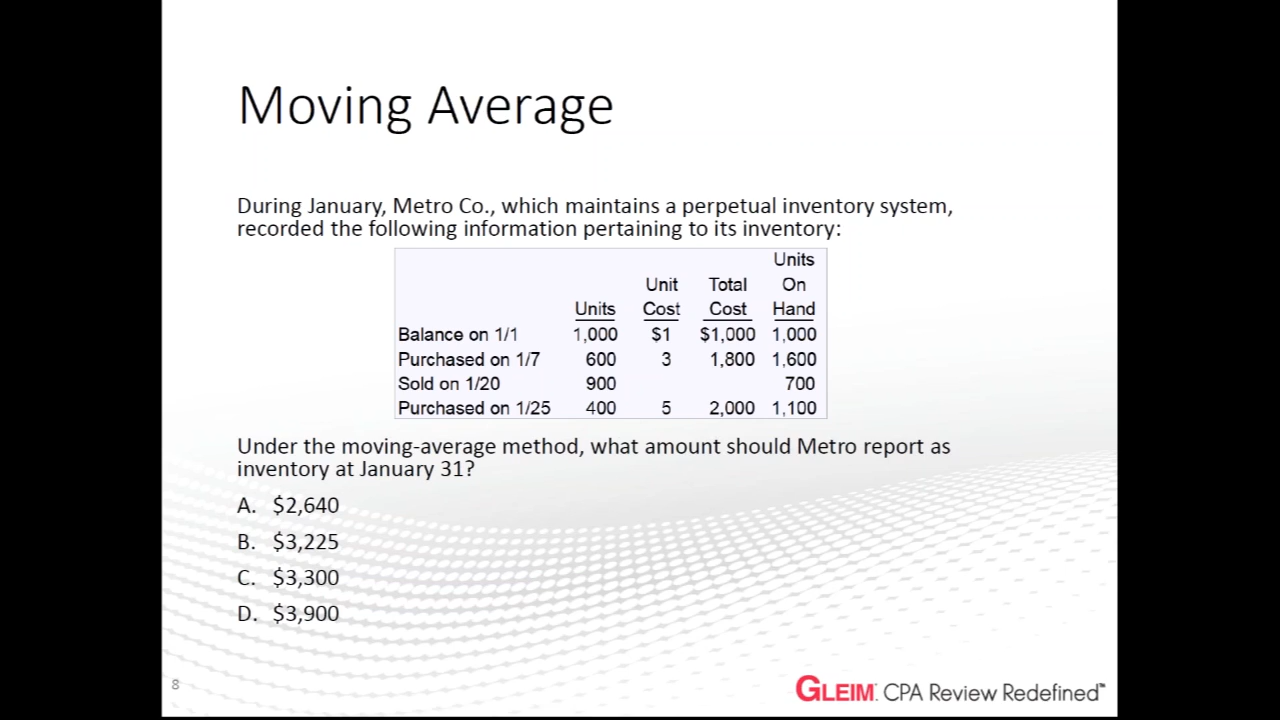 Moving Average
During January, Metro Co., which maintains a perpetual inventory system,
recorded the following information pertaining to its inventory:
Units
Unit Total On
Units Cost Cost Hand
Balance on 1/1 1,000 $1 $1,000 1,000
Purchased on 1/7 600 3 1,800 1,600
Sold on 1/20 900 700
Purchased on 1/25 400 5 2,000 1,100
Under the moving-average method, what amount should Metro report as
inventory at January 31?
A. $2,640
B. $3,225
C. $3,300
D. $3,900
8
GLEIM. CPA Review Redefined™